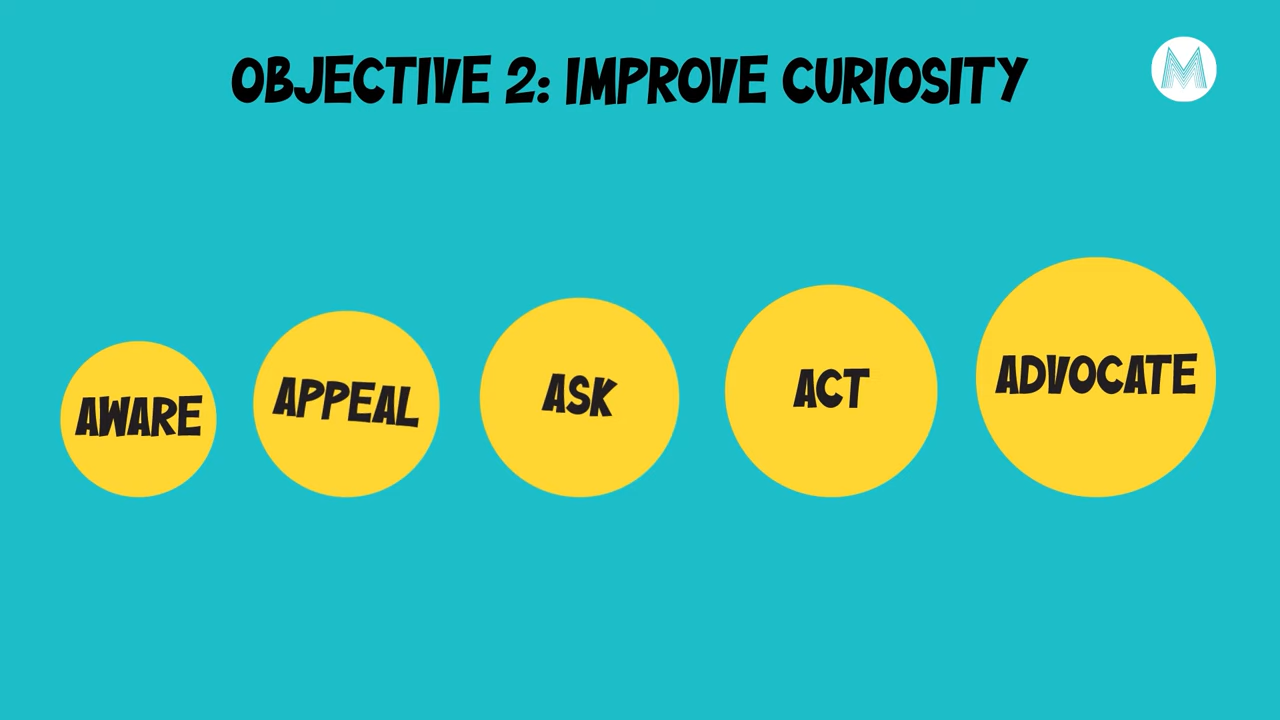 OBJECTIVE 2: IMPROVE CURIOSITY
M
AWARE
APPEAL
ASK
ACT
ADVOCATE